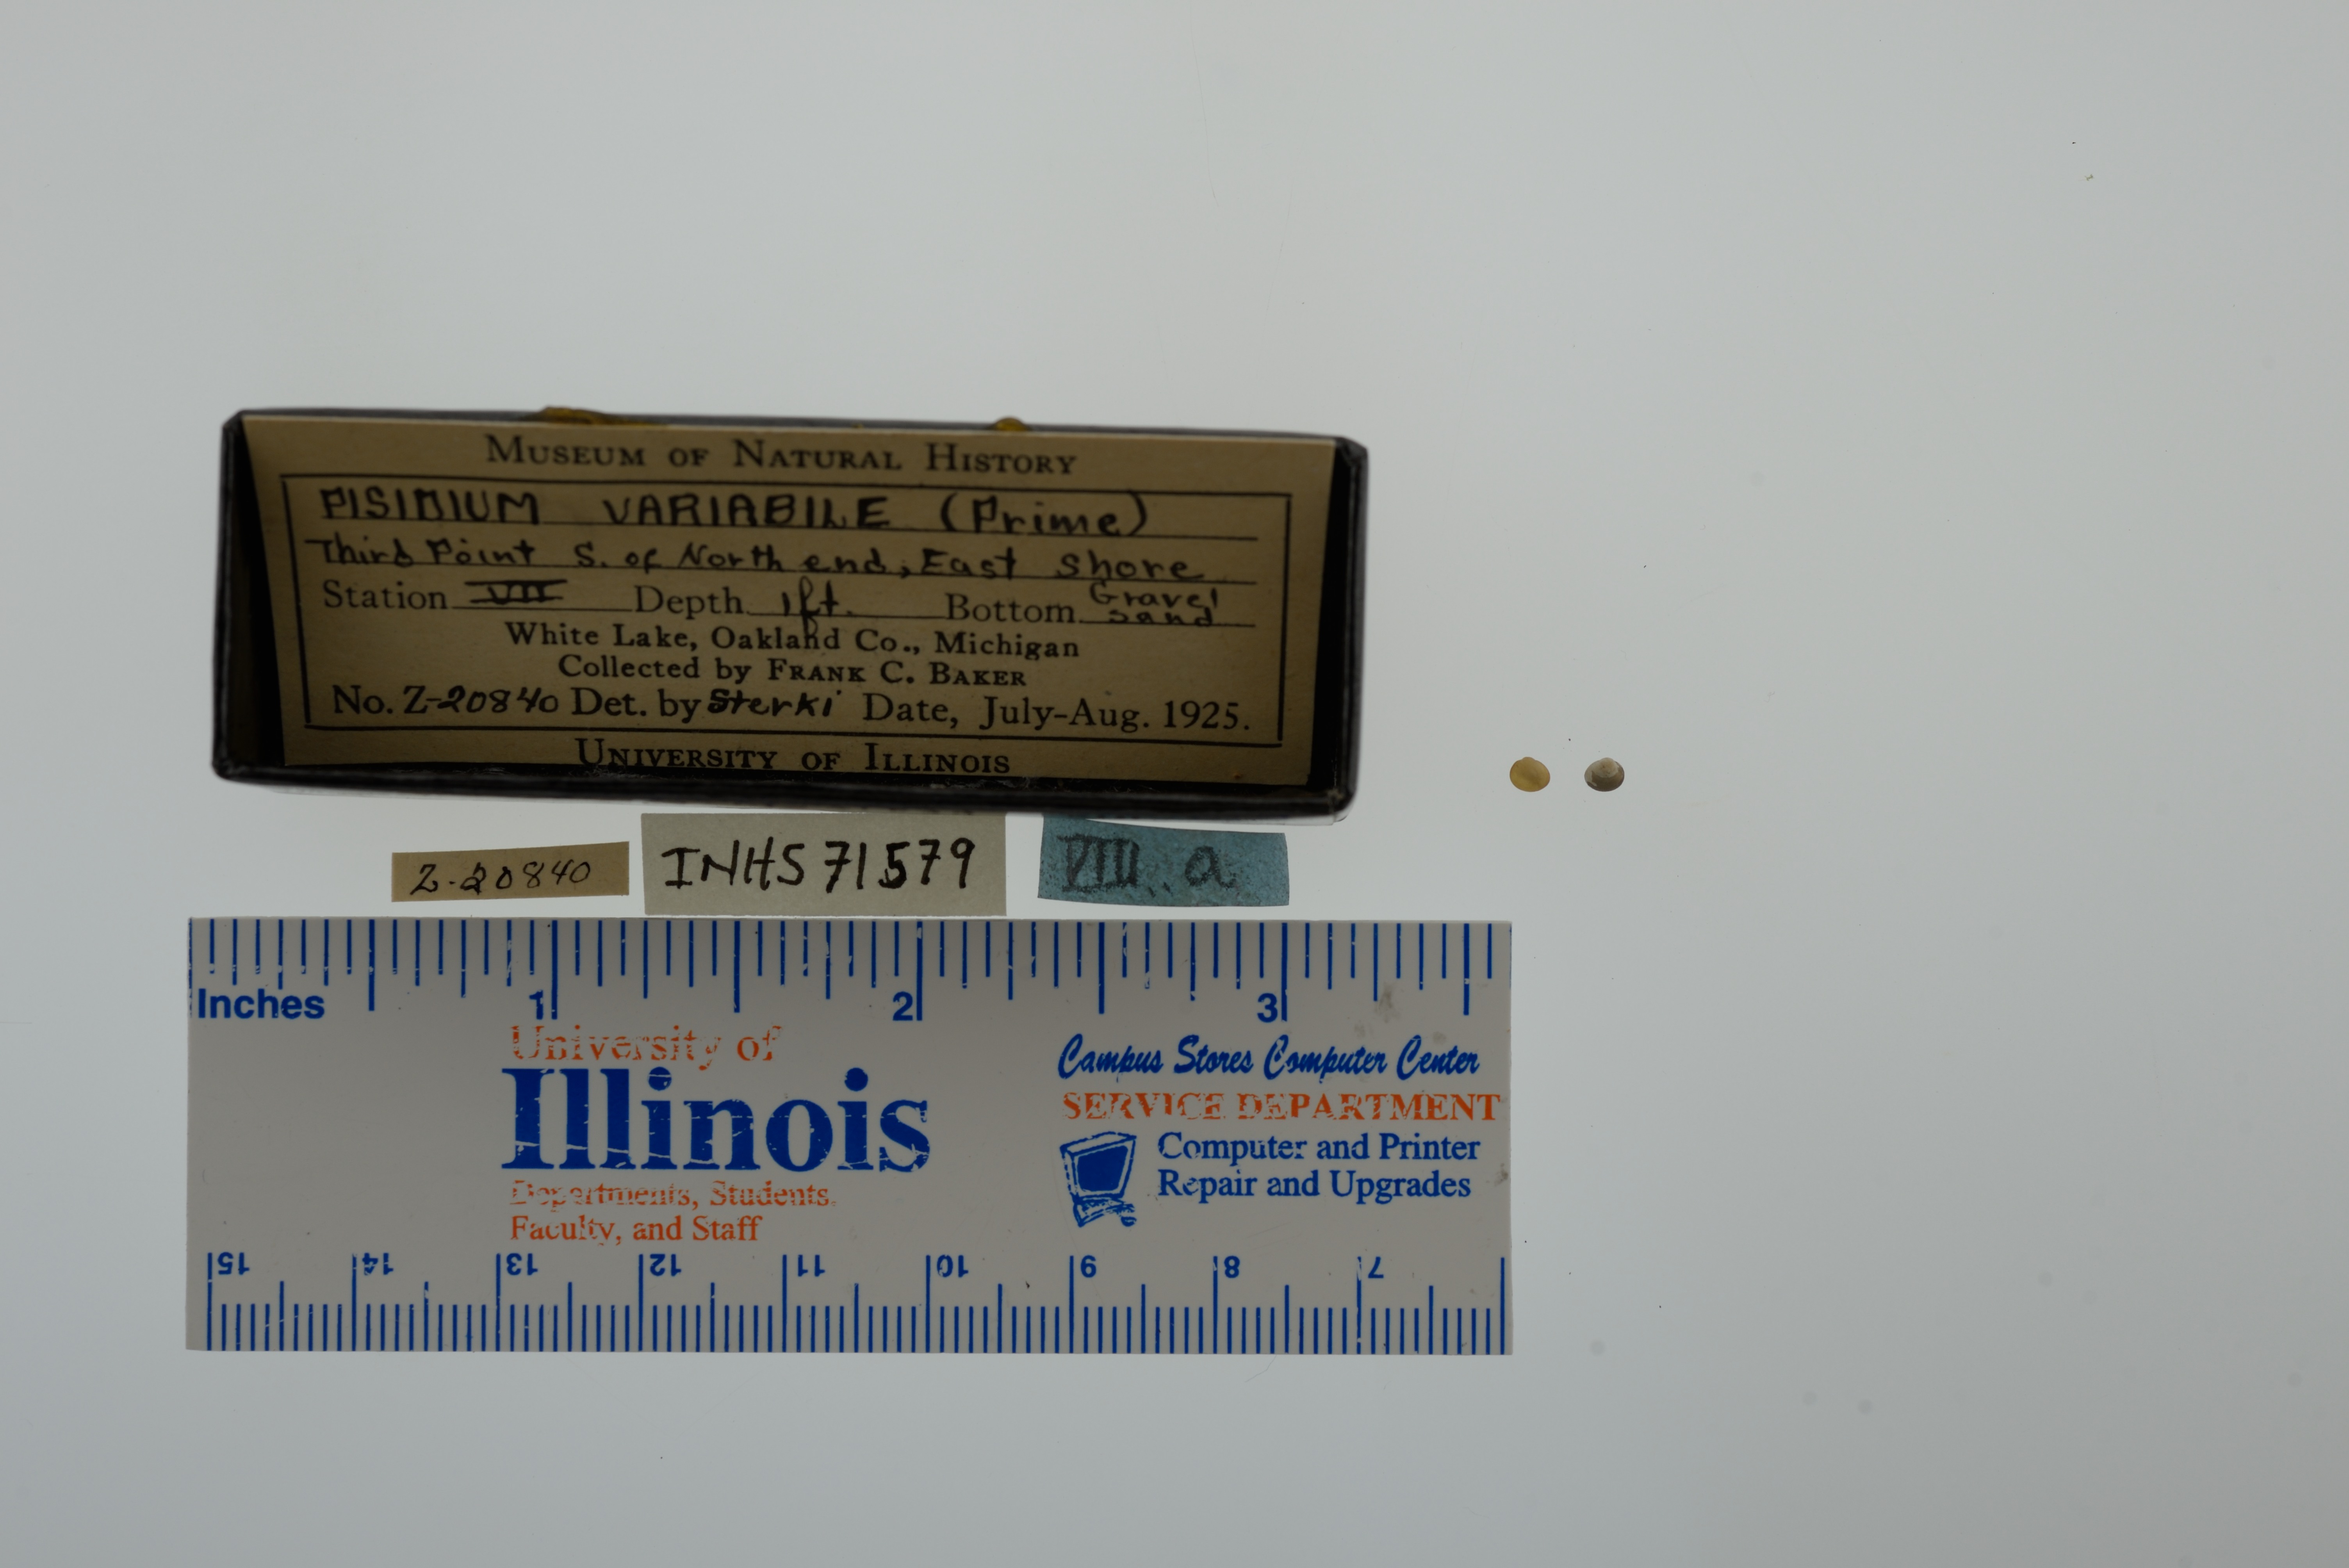 MUSEUM OF NATURAL HISTORY
PISIDIUM VARIABILE (Prime)
Third Point S. of North end, East Shore
Station VII Depth 1ft. Bottom Gravel sand
White Lake, Oakland Co., Michigan
Collected by FRANK C. BAKER
No. Z-20840 Det. by Sterki Date, July-Aug. 1925.
UNIVERSITY OF ILLINOIS
Z-20840
INHS 71579
VIII a
Inches 1 2 3
University of
Illinois
Departments, Students,
Faculty, and Staff
Campus Stores Computer Center
SERVICE DEPARTMENT
Computer and Printer
Repair and Upgrades
15 14 13 12 11 10 9 8 7